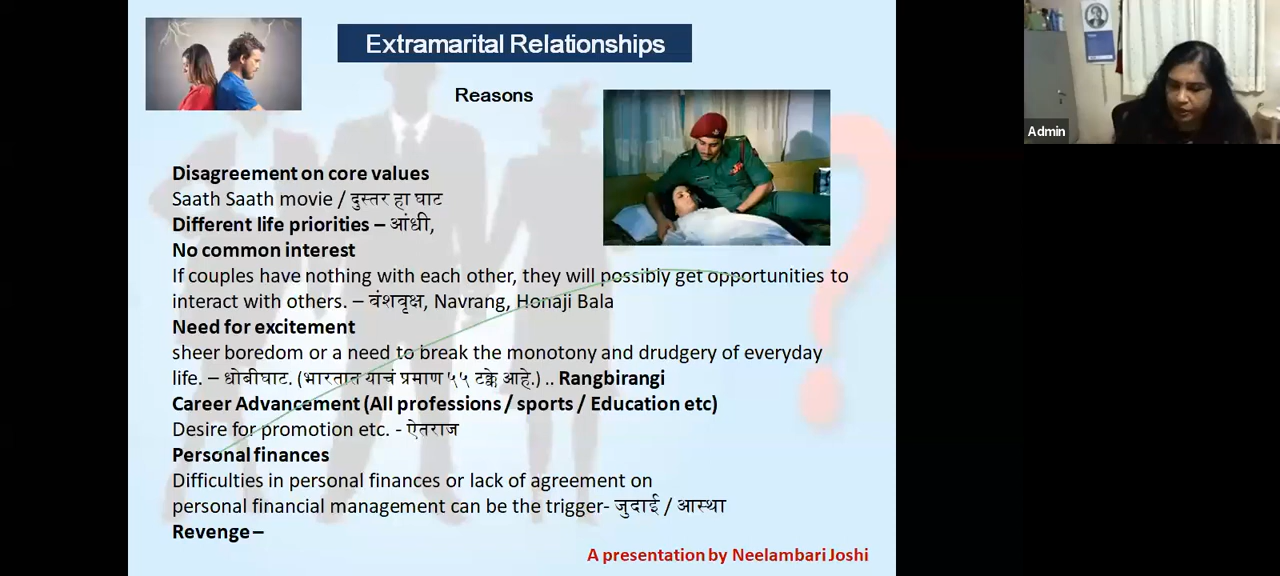 Extramarital Relationships
Reasons
Disagreement on core values
Saath Saath movie / दुस्तर हा घाट
Different life priorities – आंधी,
No common interest
If couples have nothing with each other, they will possibly get opportunities to
interact with others. – वंशवृक्ष, Navrang, Honaji Bala
Need for excitement
sheer boredom or a need to break the monotony and drudgery of everyday
life. – धोबीघाट. (भारतात याचं प्रमाण ५५ टक्के आहे.) .. Rangbirangi
Career Advancement (All professions / sports / Education etc)
Desire for promotion etc. - ऐतराज
Personal finances
Difficulties in personal finances or lack of agreement on
personal financial management can be the trigger- जुदाई / आस्था
Revenge –
A presentation by Neelambari Joshi
Admin